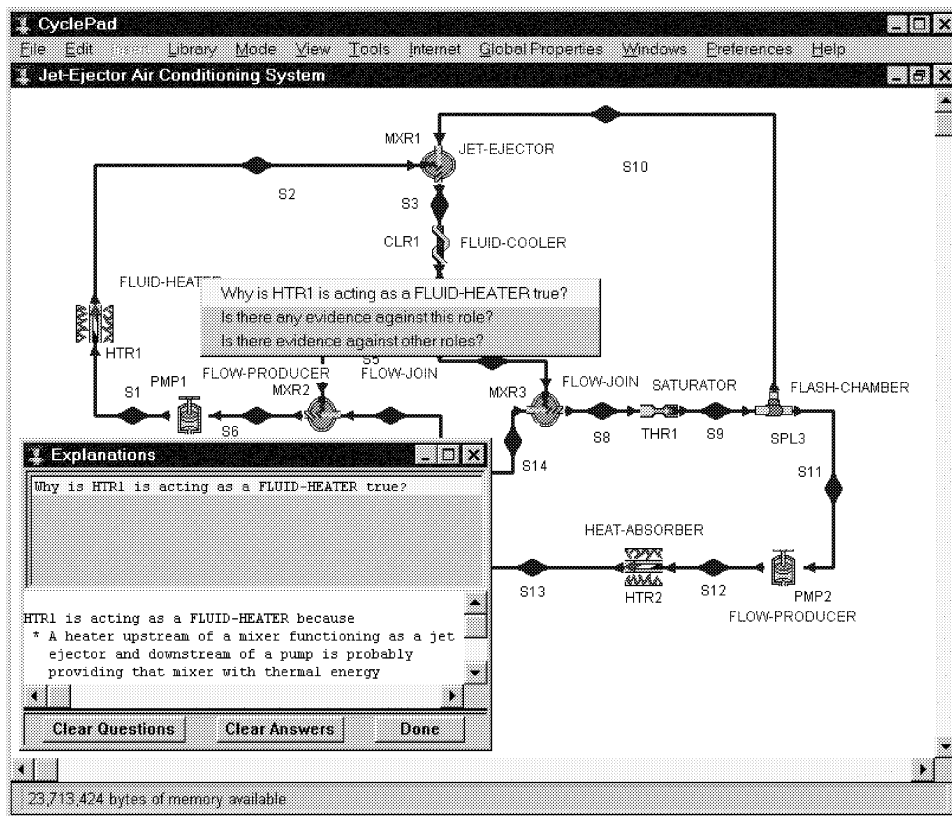 CyclePad
File Edit Insert Library Mode View Tools Internet Global Properties Windows Preferences Help
Jet-Ejector Air Conditioning System
MXR1
JET-EJECTOR
S10
S2
S3
CLR1
FLUID-COOLER
FLUID-HEATER
Why is HTR1 is acting as a FLUID-HEATER true?
Is there any evidence against this role?
Is there evidence against other roles?
HTR1
S5
FLOW-PRODUCER
FLOW-JOIN
S1
PMP1
MXR2
S6
MXR3
FLOW-JOIN
SATURATOR
FLASH-CHAMBER
S8
THR1
S9
SPL3
S14
S11
HEAT-ABSORBER
S13
HTR2
S12
PMP2
FLOW-PRODUCER
Explanations
Why is HTR1 is acting as a FLUID-HEATER true?
HTR1 is acting as a FLUID-HEATER because
* A heater upstream of a mixer functioning as a jet
ejector and downstream of a pump is probably
providing that mixer with thermal energy
Clear Questions Clear Answers Done
23,713,424 bytes of memory available